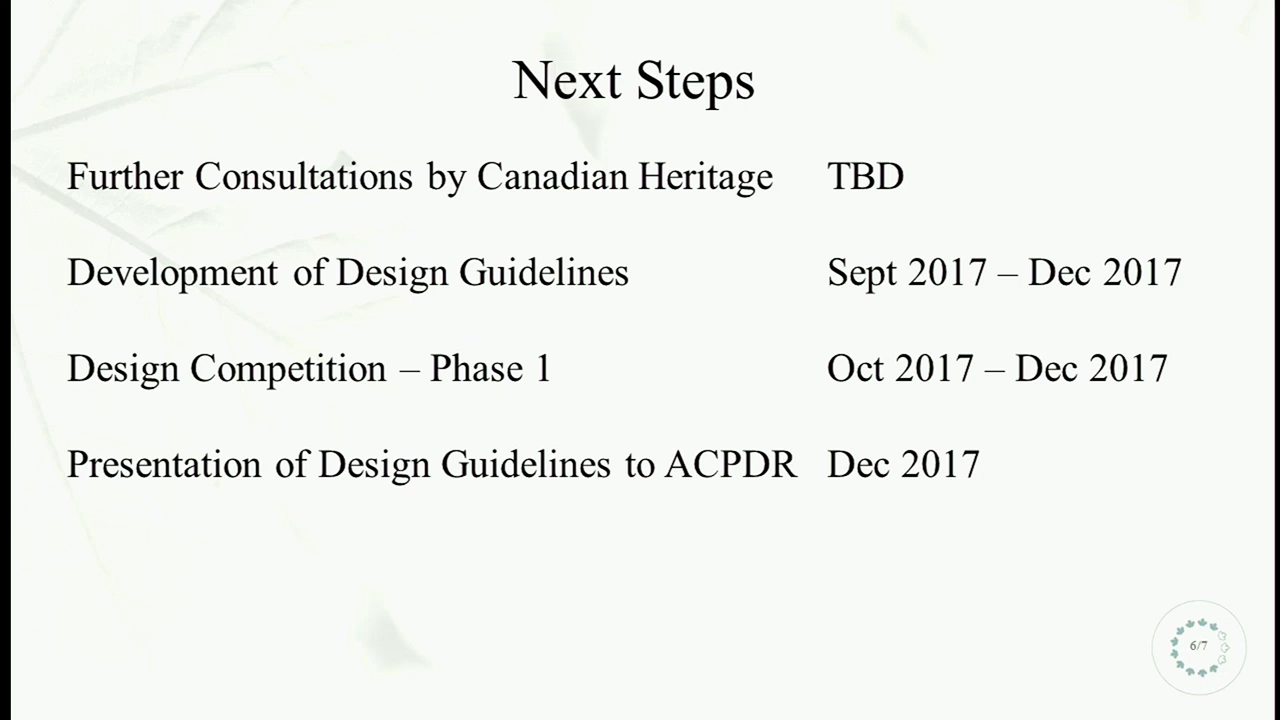 Next Steps
Further Consultations by Canadian Heritage TBD
Development of Design Guidelines Sept 2017 – Dec 2017
Design Competition – Phase 1 Oct 2017 – Dec 2017
Presentation of Design Guidelines to ACPDR Dec 2017
6/7